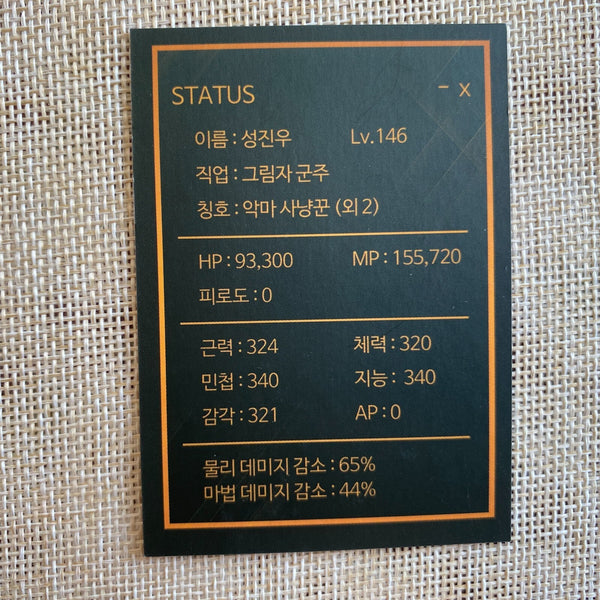 STATUS - x
이름 : 성진우 Lv.146
직업 : 그림자 군주
칭호 : 악마 사냥꾼 (외 2)
HP : 93,300 MP : 155,720
피로도 : 0
근력 : 324 체력 : 320
민첩 : 340 지능 : 340
감각 : 321 AP : 0
물리 데미지 감소 : 65%
마법 데미지 감소 : 44%